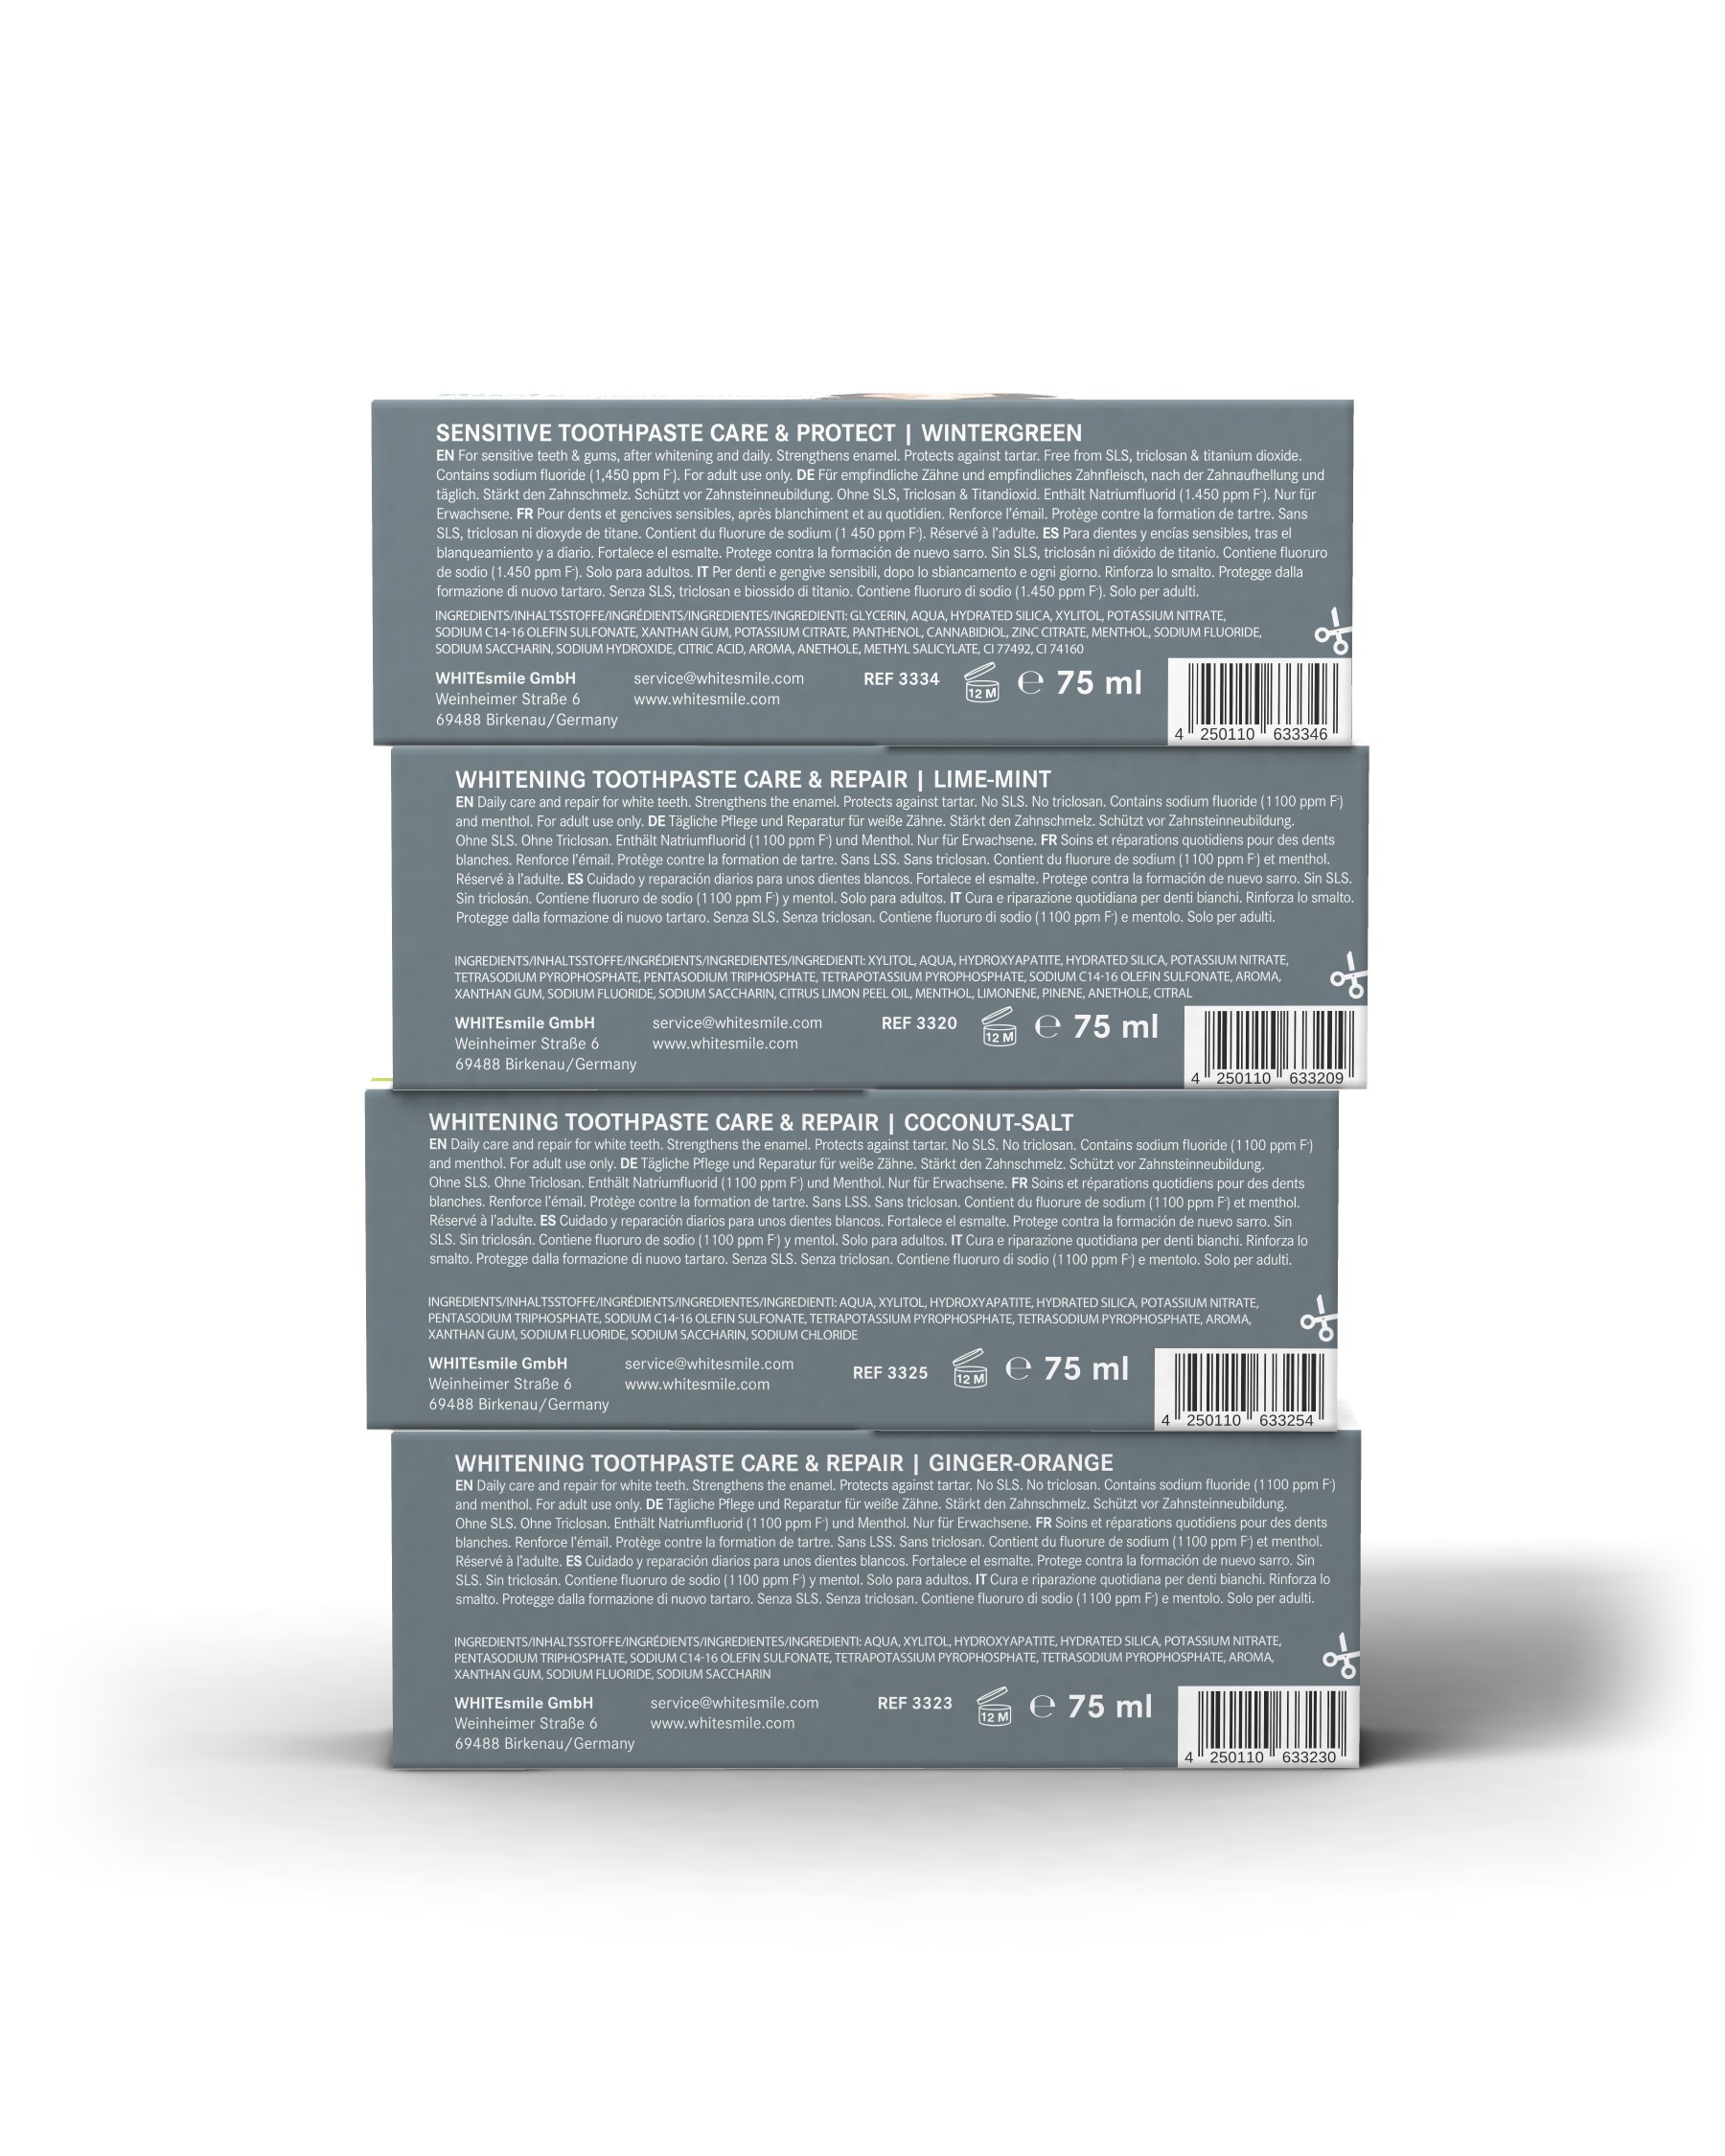 SENSITIVE TOOTHPASTE CARE & PROTECT | WINTERGREEN
EN For sensitive teeth & gums, after whitening and daily. Strengthens enamel. Protects against tartar. Free from SLS, triclosan & titanium dioxide.
Contains sodium fluoride (1,450 ppm F⁻). For adult use only. DE Für empfindliche Zähne und empfindliches Zahnfleisch, nach der Zahnaufhellung und
täglich. Stärkt den Zahnschmelz. Schützt vor Zahnsteinneubildung. Ohne SLS, Triclosan & Titandioxid. Enthält Natriumfluorid (1.450 ppm F⁻). Nur für
Erwachsene. FR Pour dents et gencives sensibles, après blanchiment et au quotidien. Renforce l'émail. Protège contre la formation de tartre. Sans
SLS, triclosan ni dioxyde de titane. Contient du fluorure de sodium (1 450 ppm F⁻). Réservé à l'adulte. ES Para dientes y encías sensibles, tras el
blanqueamiento y a diario. Fortalece el esmalte. Protege contra la formación de nuevo sarro. Sin SLS, triclosán ni dióxido de titanio. Contiene fluoruro
de sodio (1.450 ppm F⁻). Solo para adultos. IT Per denti e gengive sensibili, dopo lo sbiancamento e ogni giorno. Rinforza lo smalto. Protegge dalla
formazione di nuovo tartaro. Senza SLS, triclosan e biossido di titanio. Contiene fluoruro di sodio (1.450 ppm F⁻). Solo per adulti.
INGREDIENTS/INHALTSSTOFFE/INGRÉDIENTS/INGREDIENTES/INGREDIENTI: GLYCERIN, AQUA, HYDRATED SILICA, XYLITOL, POTASSIUM NITRATE,
SODIUM C14-16 OLEFIN SULFONATE, XANTHAN GUM, POTASSIUM CITRATE, PANTHENOL, CANNABIDIOL, ZINC CITRATE, MENTHOL, SODIUM FLUORIDE,
SODIUM SACCHARIN, SODIUM HYDROXIDE, CITRIC ACID, AROMA, ANETHOLE, METHYL SALICYLATE, CI 77492, CI 74160
WHITEsmile GmbH service@whitesmile.com REF 3334 12 M ℮ 75 ml
Weinheimer Straße 6 www.whitesmile.com
69488 Birkenau/Germany
4 250110 633346
WHITENING TOOTHPASTE CARE & REPAIR | LIME-MINT
EN Daily care and repair for white teeth. Strengthens the enamel. Protects against tartar. No SLS. No triclosan. Contains sodium fluoride (1100 ppm F⁻)
and menthol. For adult use only. DE Tägliche Pflege und Reparatur für weiße Zähne. Stärkt den Zahnschmelz. Schützt vor Zahnsteinneubildung.
Ohne SLS. Ohne Triclosan. Enthält Natriumfluorid (1100 ppm F⁻) und Menthol. Nur für Erwachsene. FR Soins et réparations quotidiens pour des dents
blanches. Renforce l'émail. Protège contre la formation de tartre. Sans LSS. Sans triclosan. Contient du fluorure de sodium (1100 ppm F⁻) et menthol.
Réservé à l'adulte. ES Cuidado y reparación diarios para unos dientes blancos. Fortalece el esmalte. Protege contra la formación de nuevo sarro. Sin SLS.
Sin triclosán. Contiene fluoruro de sodio (1100 ppm F⁻) y mentol. Solo para adultos. IT Cura e riparazione quotidiana per denti bianchi. Rinforza lo smalto.
Protegge dalla formazione di nuovo tartaro. Senza SLS. Senza triclosan. Contiene fluoruro di sodio (1100 ppm F⁻) e mentolo. Solo per adulti.
INGREDIENTS/INHALTSSTOFFE/INGRÉDIENTS/INGREDIENTES/INGREDIENTI: XYLITOL, AQUA, HYDROXYAPATITE, HYDRATED SILICA, POTASSIUM NITRATE,
TETRASODIUM PYROPHOSPHATE, PENTASODIUM TRIPHOSPHATE, TETRAPOTASSIUM PYROPHOSPHATE, SODIUM C14-16 OLEFIN SULFONATE, AROMA,
XANTHAN GUM, SODIUM FLUORIDE, SODIUM SACCHARIN, CITRUS LIMON PEEL OIL, MENTHOL, LIMONENE, PINENE, ANETHOLE, CITRAL
WHITEsmile GmbH service@whitesmile.com REF 3320 12 M ℮ 75 ml
Weinheimer Straße 6 www.whitesmile.com
69488 Birkenau/Germany
4 250110 633209
WHITENING TOOTHPASTE CARE & REPAIR | COCONUT-SALT
EN Daily care and repair for white teeth. Strengthens the enamel. Protects against tartar. No SLS. No triclosan. Contains sodium fluoride (1100 ppm F⁻)
and menthol. For adult use only. DE Tägliche Pflege und Reparatur für weiße Zähne. Stärkt den Zahnschmelz. Schützt vor Zahnsteinneubildung.
Ohne SLS. Ohne Triclosan. Enthält Natriumfluorid (1100 ppm F⁻) und Menthol. Nur für Erwachsene. FR Soins et réparations quotidiens pour des dents
blanches. Renforce l'émail. Protège contre la formation de tartre. Sans LSS. Sans triclosan. Contient du fluorure de sodium (1100 ppm F⁻) et menthol.
Réservé à l'adulte. ES Cuidado y reparación diarios para unos dientes blancos. Fortalece el esmalte. Protege contra la formación de nuevo sarro. Sin
SLS. Sin triclosán. Contiene fluoruro de sodio (1100 ppm F⁻) y mentol. Solo para adultos. IT Cura e riparazione quotidiana per denti bianchi. Rinforza lo
smalto. Protegge dalla formazione di nuovo tartaro. Senza SLS. Senza triclosan. Contiene fluoruro di sodio (1100 ppm F⁻) e mentolo. Solo per adulti.
INGREDIENTS/INHALTSSTOFFE/INGRÉDIENTS/INGREDIENTES/INGREDIENTI: AQUA, XYLITOL, HYDROXYAPATITE, HYDRATED SILICA, POTASSIUM NITRATE,
PENTASODIUM TRIPHOSPHATE, SODIUM C14-16 OLEFIN SULFONATE, TETRAPOTASSIUM PYROPHOSPHATE, TETRASODIUM PYROPHOSPHATE, AROMA,
XANTHAN GUM, SODIUM FLUORIDE, SODIUM SACCHARIN, SODIUM CHLORIDE
WHITEsmile GmbH service@whitesmile.com REF 3325 12 M ℮ 75 ml
Weinheimer Straße 6 www.whitesmile.com
69488 Birkenau/Germany
4 250110 633254
WHITENING TOOTHPASTE CARE & REPAIR | GINGER-ORANGE
EN Daily care and repair for white teeth. Strengthens the enamel. Protects against tartar. No SLS. No triclosan. Contains sodium fluoride (1100 ppm F⁻)
and menthol. For adult use only. DE Tägliche Pflege und Reparatur für weiße Zähne. Stärkt den Zahnschmelz. Schützt vor Zahnsteinneubildung.
Ohne SLS. Ohne Triclosan. Enthält Natriumfluorid (1100 ppm F⁻) und Menthol. Nur für Erwachsene. FR Soins et réparations quotidiens pour des dents
blanches. Renforce l'émail. Protège contre la formation de tartre. Sans LSS. Sans triclosan. Contient du fluorure de sodium (1100 ppm F⁻) et menthol.
Réservé à l'adulte. ES Cuidado y reparación diarios para unos dientes blancos. Fortalece el esmalte. Protege contra la formación de nuevo sarro. Sin
SLS. Sin triclosán. Contiene fluoruro de sodio (1100 ppm F⁻) y mentol. Solo para adultos. IT Cura e riparazione quotidiana per denti bianchi. Rinforza lo
smalto. Protegge dalla formazione di nuovo tartaro. Senza SLS. Senza triclosan. Contiene fluoruro di sodio (1100 ppm F⁻) e mentolo. Solo per adulti.
INGREDIENTS/INHALTSSTOFFE/INGRÉDIENTS/INGREDIENTES/INGREDIENTI: AQUA, XYLITOL, HYDROXYAPATITE, HYDRATED SILICA, POTASSIUM NITRATE,
PENTASODIUM TRIPHOSPHATE, SODIUM C14-16 OLEFIN SULFONATE, TETRAPOTASSIUM PYROPHOSPHATE, TETRASODIUM PYROPHOSPHATE, AROMA,
XANTHAN GUM, SODIUM FLUORIDE, SODIUM SACCHARIN
WHITEsmile GmbH service@whitesmile.com REF 3323 12 M ℮ 75 ml
Weinheimer Straße 6 www.whitesmile.com
69488 Birkenau/Germany
4 250110 633230